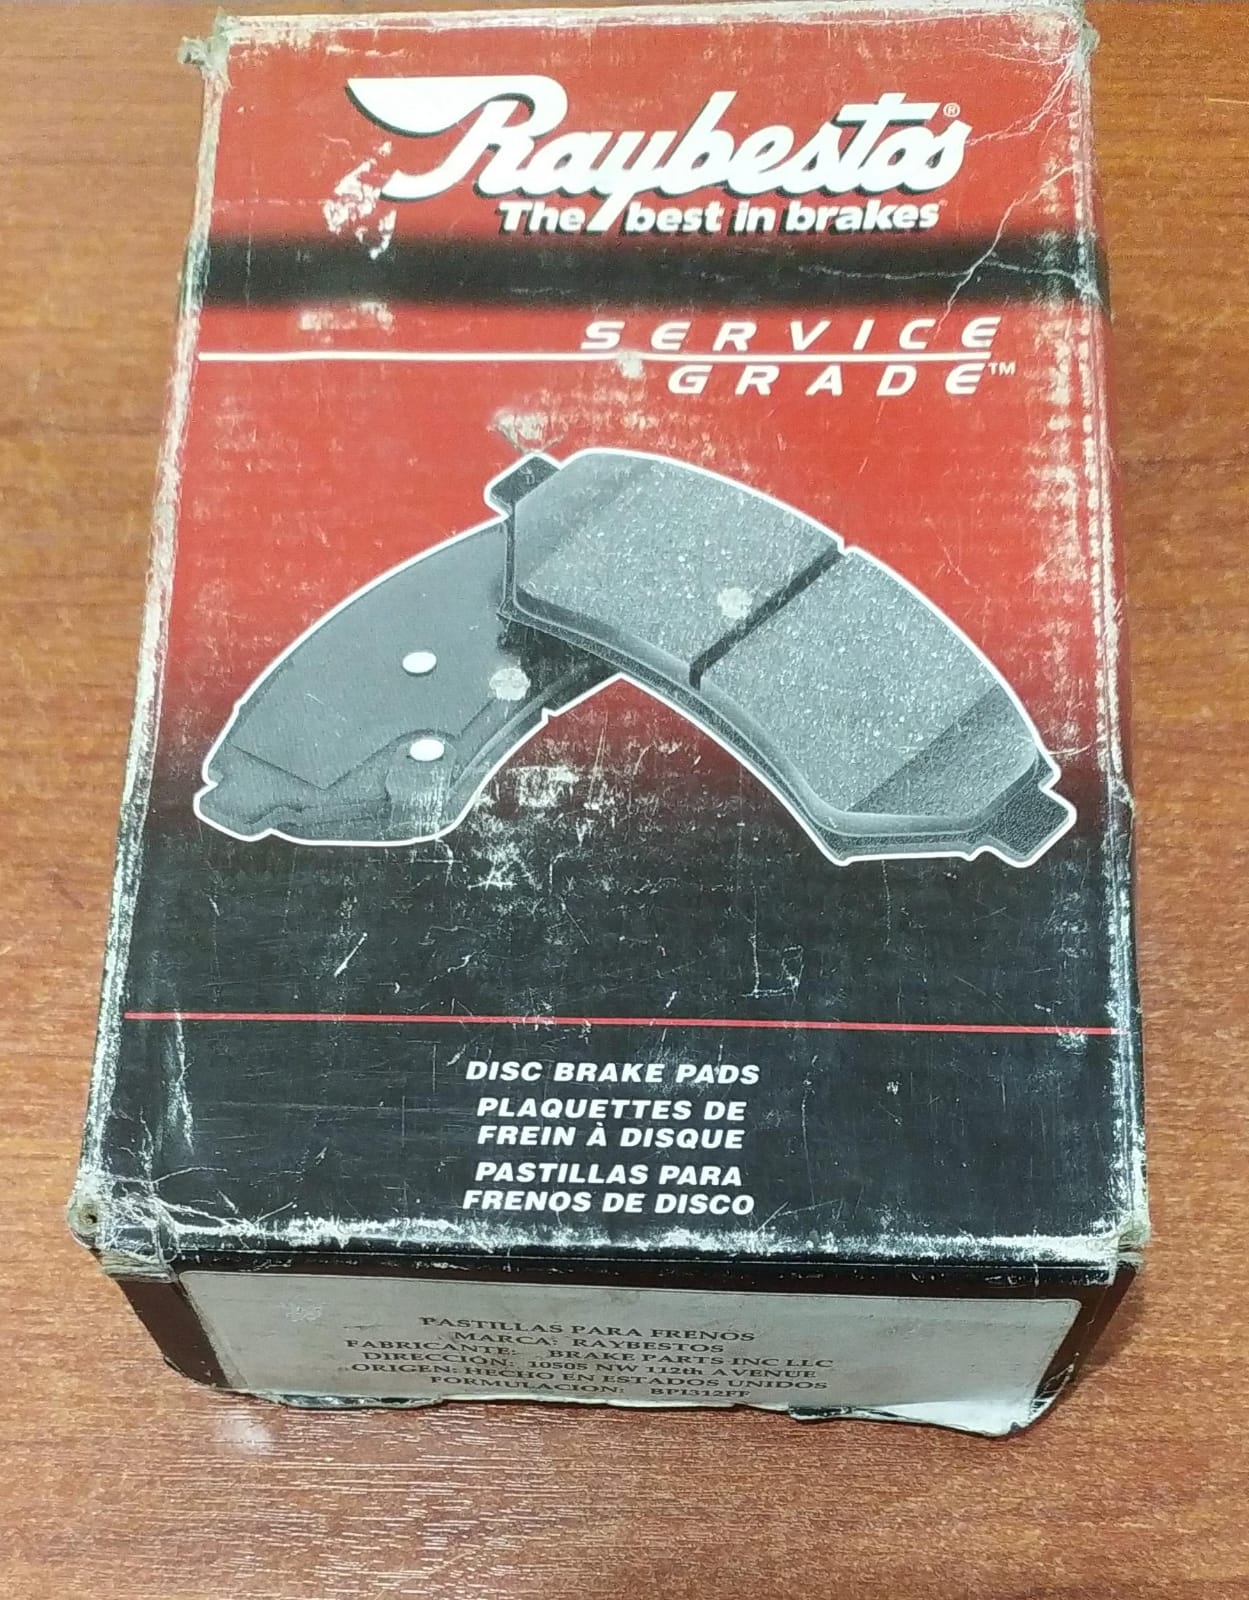 Raybestos®
The best in brakes
SERVICE
GRADE™
DISC BRAKE PADS
PLAQUETTES DE
FREIN À DISQUE
PASTILLAS PARA
FRENOS DE DISCO
PASTILLAS PARA FRENOS
MARCA: RAYBESTOS
FABRICANTE: BRAKE PARTS INC LLC
DIRECCIÓN: 10505 NW 112th AVENUE
ORIGEN: HECHO EN ESTADOS UNIDOS
FORMULACION: BP1312FF